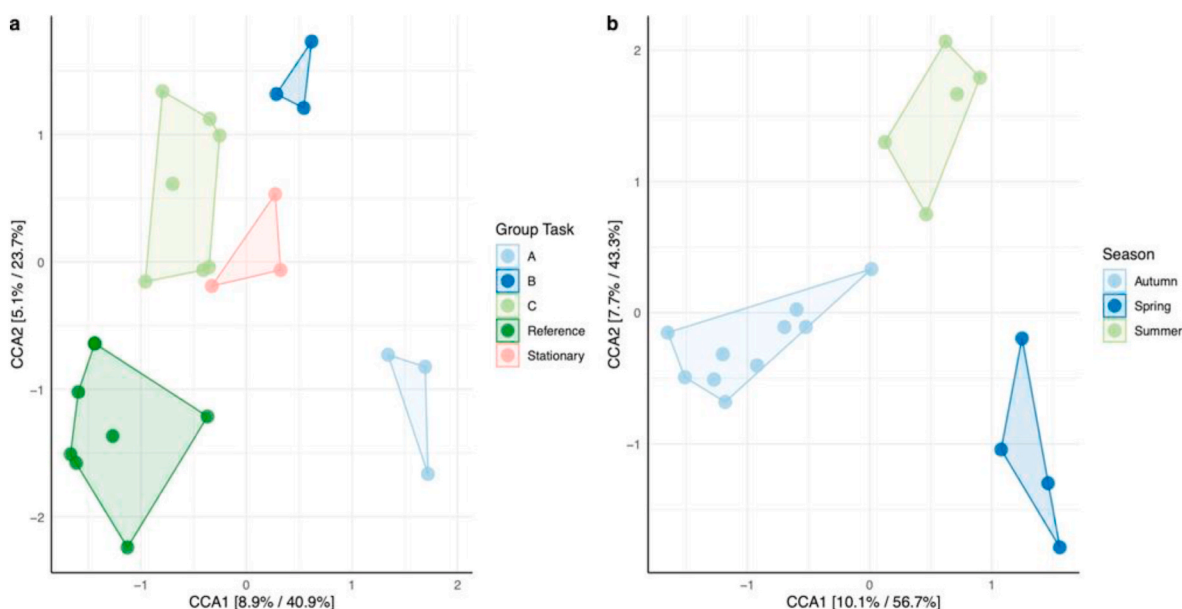 a
1
0
−1
−2
CCA2 [5.1% / 23.7%]
−1
0
1
2
CCA1 [8.9% / 40.9%]
Group Task
A
B
C
Reference
Stationary
b
2
1
0
−1
CCA2 [7.7% / 43.3%]
−1
0
1
CCA1 [10.1% / 56.7%]
Season
Autumn
Spring
Summer